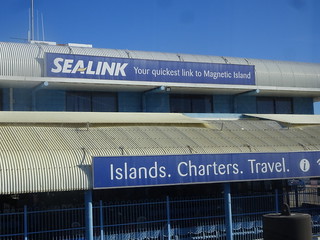 SEALINK Your quickest link to Magnetic Island
Islands. Charters. Travel. i